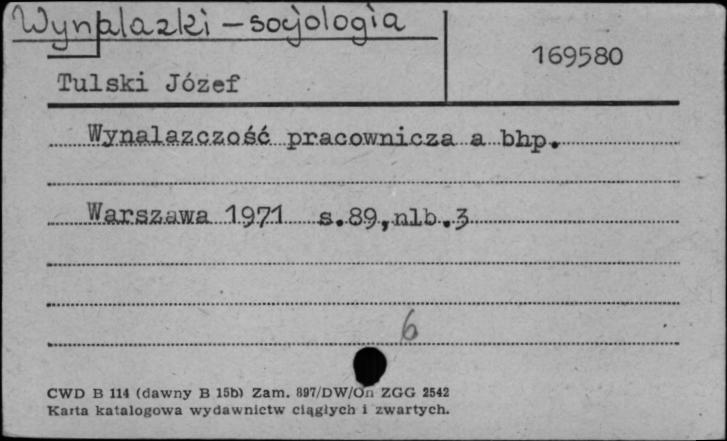 Wynalazki – socjologia
169580
Tulski Józef
Wynalazczość pracownicza a bhp.
Warszawa 1971 s.89,nlb.3
6
CWD B 114 (dawny B 15b) Zam. 897/DW/On ZGG 2542
Karta katalogowa wydawnictw ciągłych i zwartych.